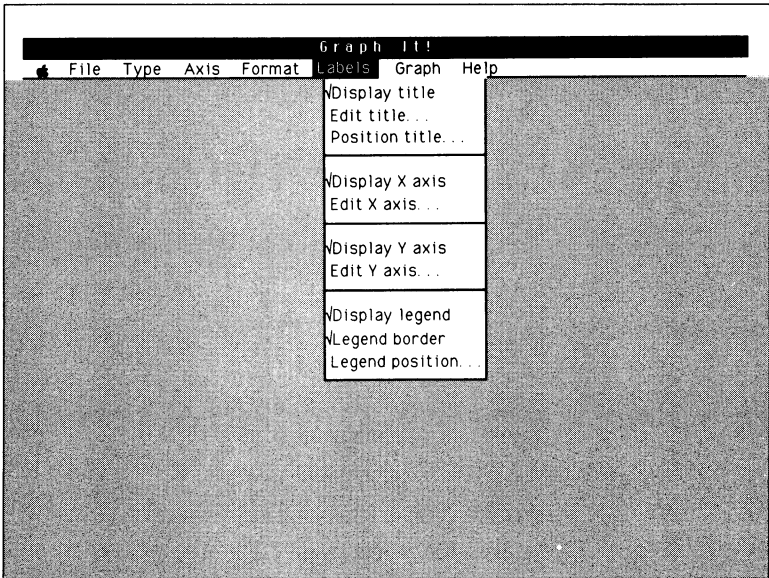 Graph It!
File Type Axis Format Labels Graph Help
√Display title
Edit title...
Position title...
√Display X axis
Edit X axis...
√Display Y axis
Edit Y axis...
√Display legend
√Legend border
Legend position...